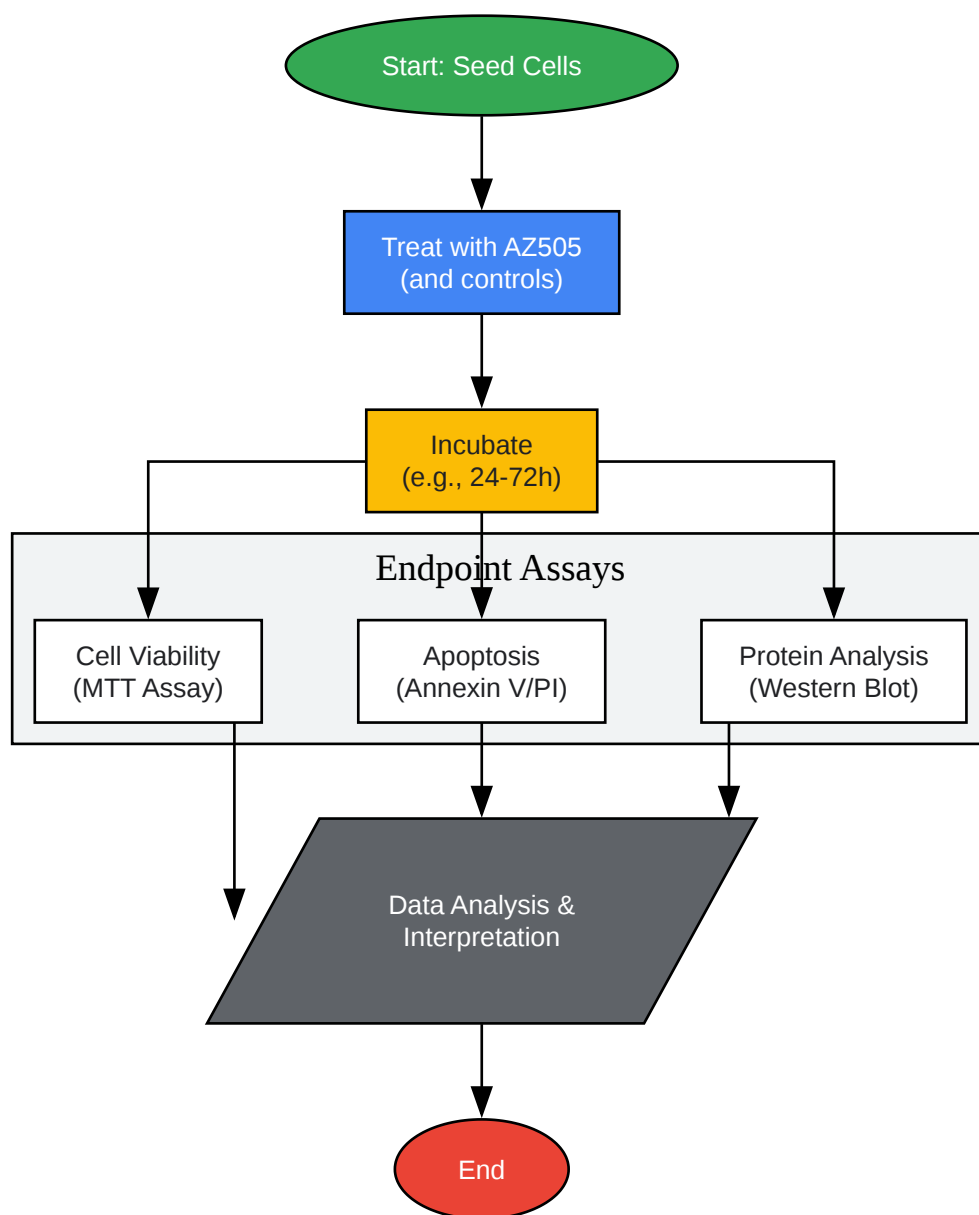 Start: Seed Cells
Treat with AZ505
(and controls)
Incubate
(e.g., 24-72h)
Endpoint Assays
Cell Viability
(MTT Assay)
Apoptosis
(Annexin V/PI)
Protein Analysis
(Western Blot)
Data Analysis &
Interpretation
End